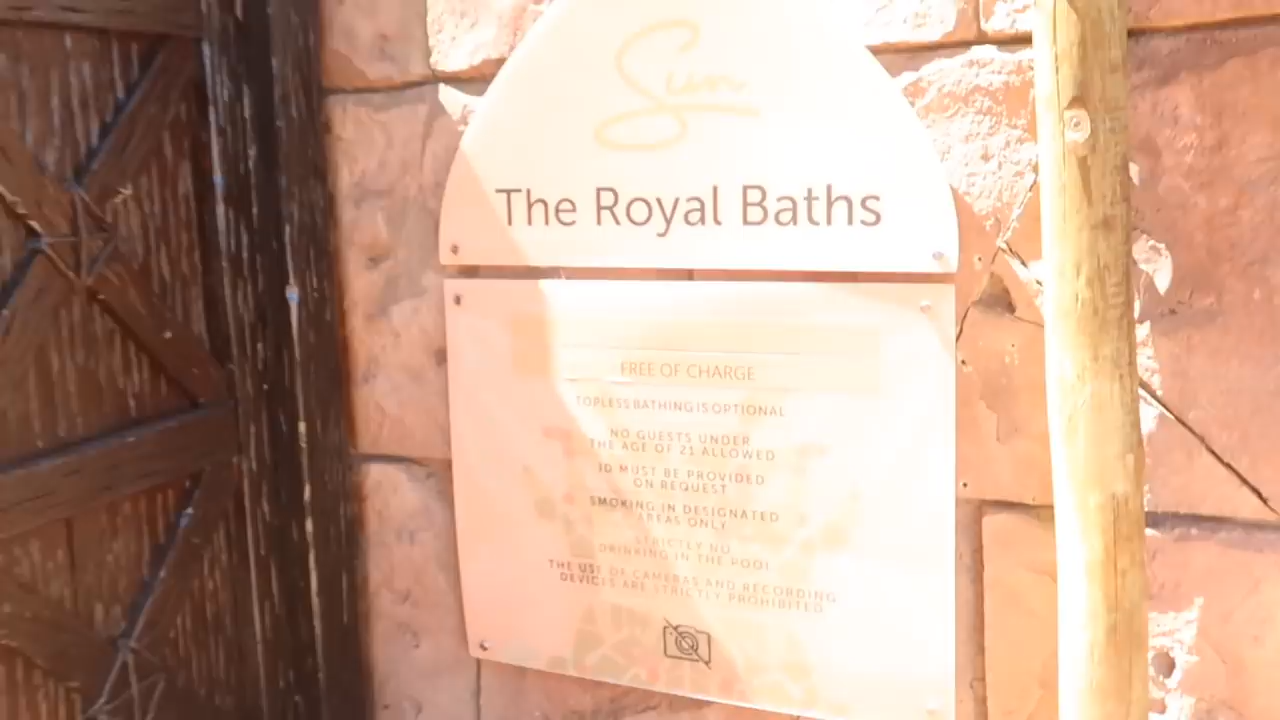 Sun
The Royal Baths
FREE OF CHARGE
TOPLESS BATHING IS OPTIONAL
NO GUESTS UNDER
THE AGE OF 21 ALLOWED
ID MUST BE PROVIDED
ON REQUEST
SMOKING IN DESIGNATED
AREAS ONLY
STRICTLY NO
DRINKING IN THE POOL
THE USE OF CAMERAS AND RECORDING
DEVICES ARE STRICTLY PROHIBITED